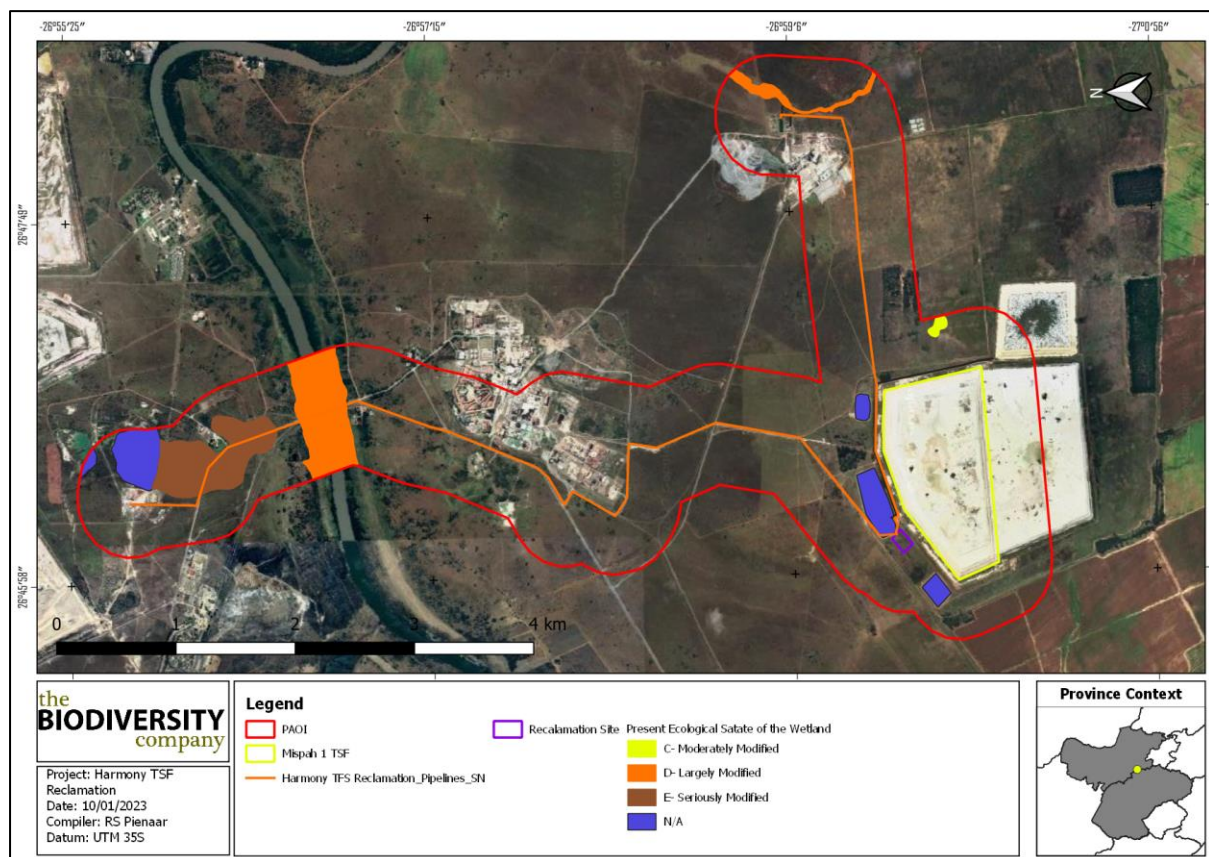 -26°55'25"
-26°57'15"
-26°59'6"
-27°0'56"
N
26°47'49"
26°45'58"
0 1 2 3 4 km
the
BIODIVERSITY
company
Project: Harmony TSF
Reclamation
Date: 10/01/2023
Compiler: RS Pienaar
Datum: UTM 35S
Legend
PAOI
Mispah 1 TSF
Harmony TFS Reclamation_Pipelines_SN
Recalamation Site
Present Ecological Satate of the Wetland
C- Moderately Modified
D- Largely Modified
E- Seriously Modified
N/A
Province Context